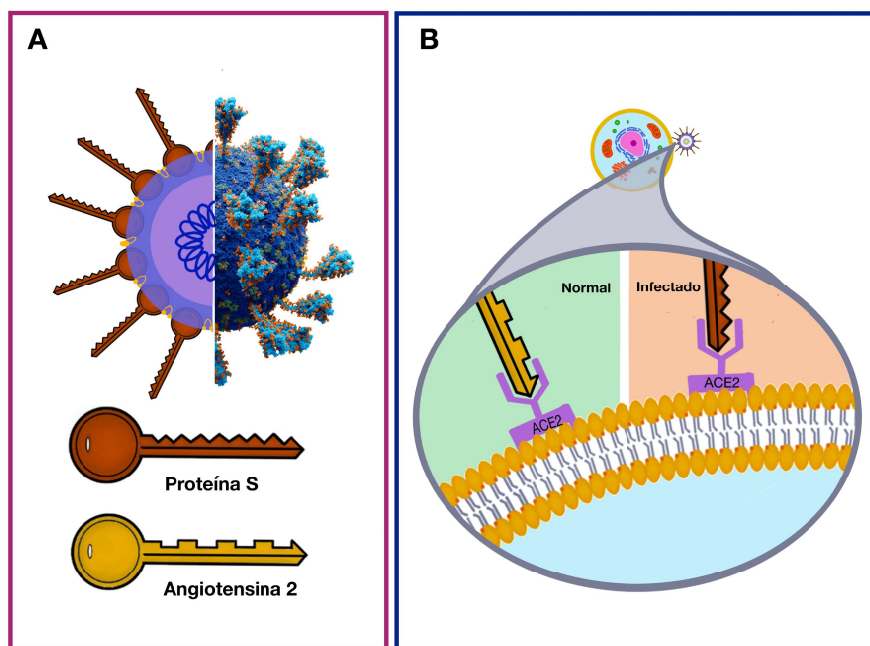 A
Proteína S
Angiotensina 2
B
Normal
Infectado
ACE2
ACE2